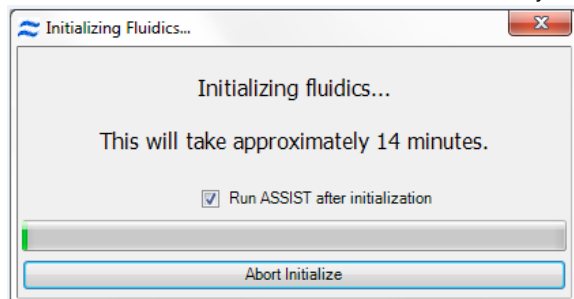 Initializing Fluidics...
Initializing fluidics...
This will take approximately 14 minutes.
Run ASSIST after initialization
Abort Initialize